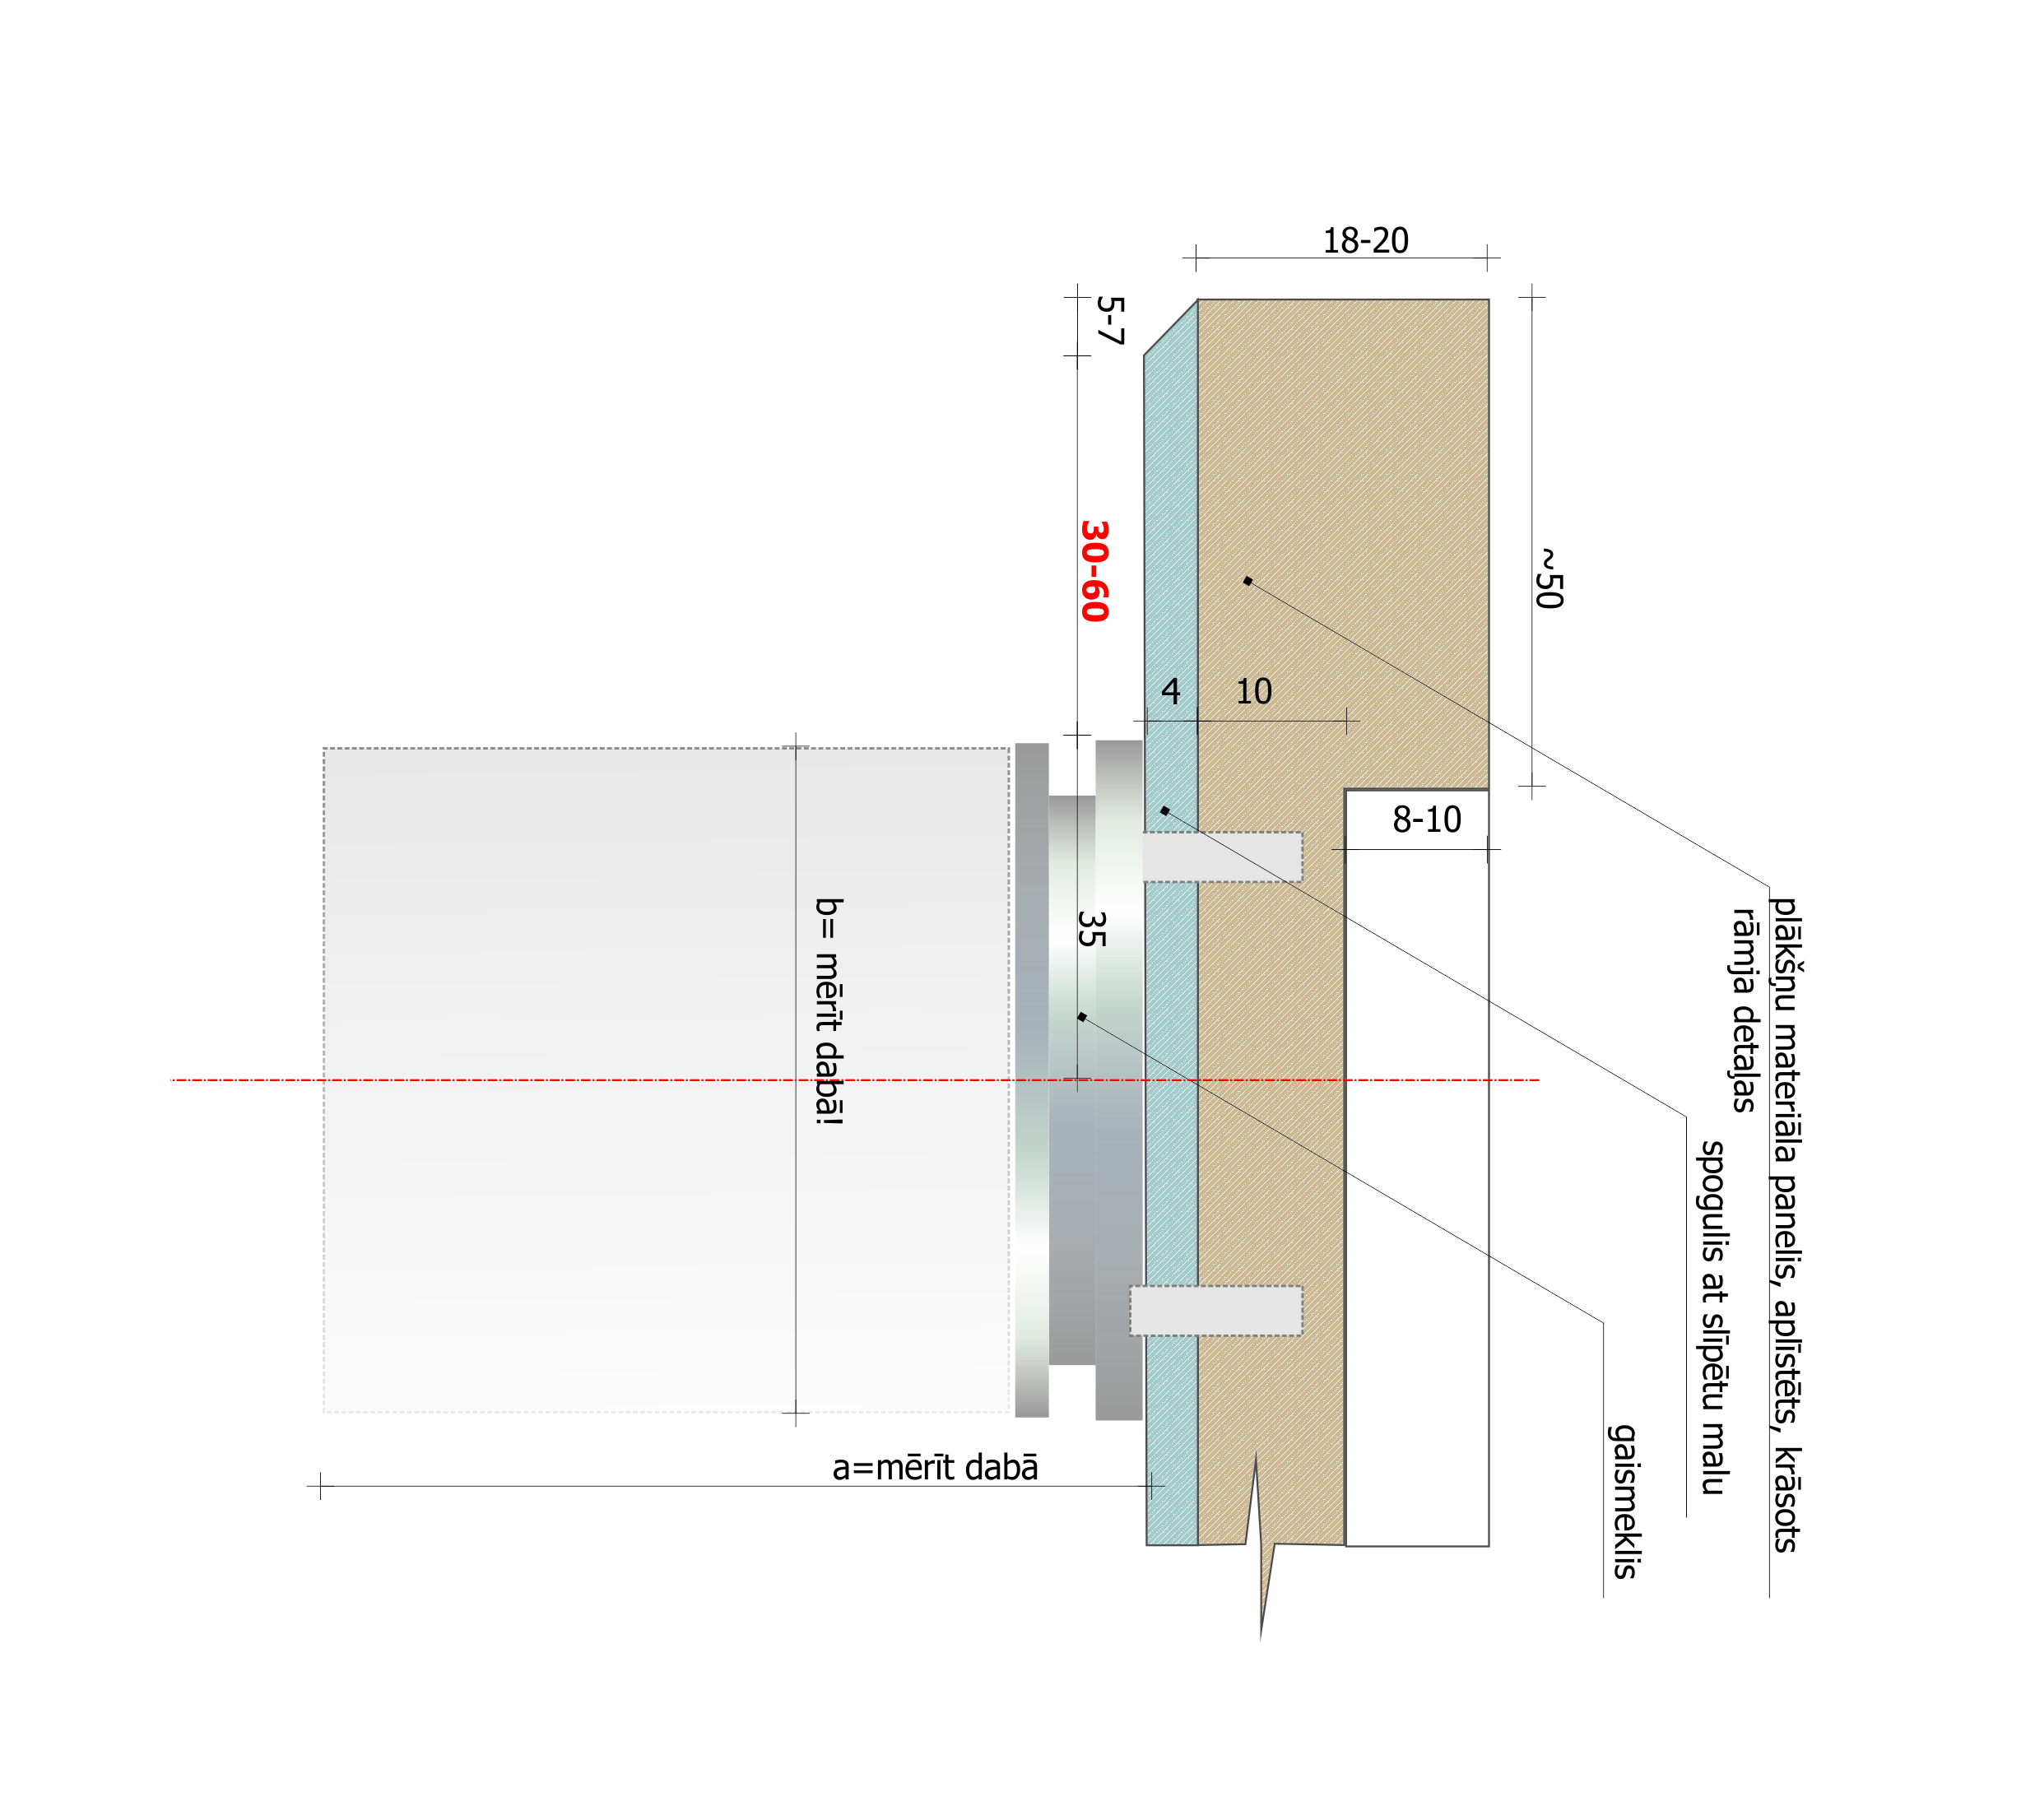 18-20
5-7
30-60
~50
4
10
8-10
35
b= mērīt dabā!
a=mērīt dabā
plākšņu materiāla panelis, aplīstēts, krāsots
rāmja detaļas
spogulis at slīpētu malu
gaismeklis